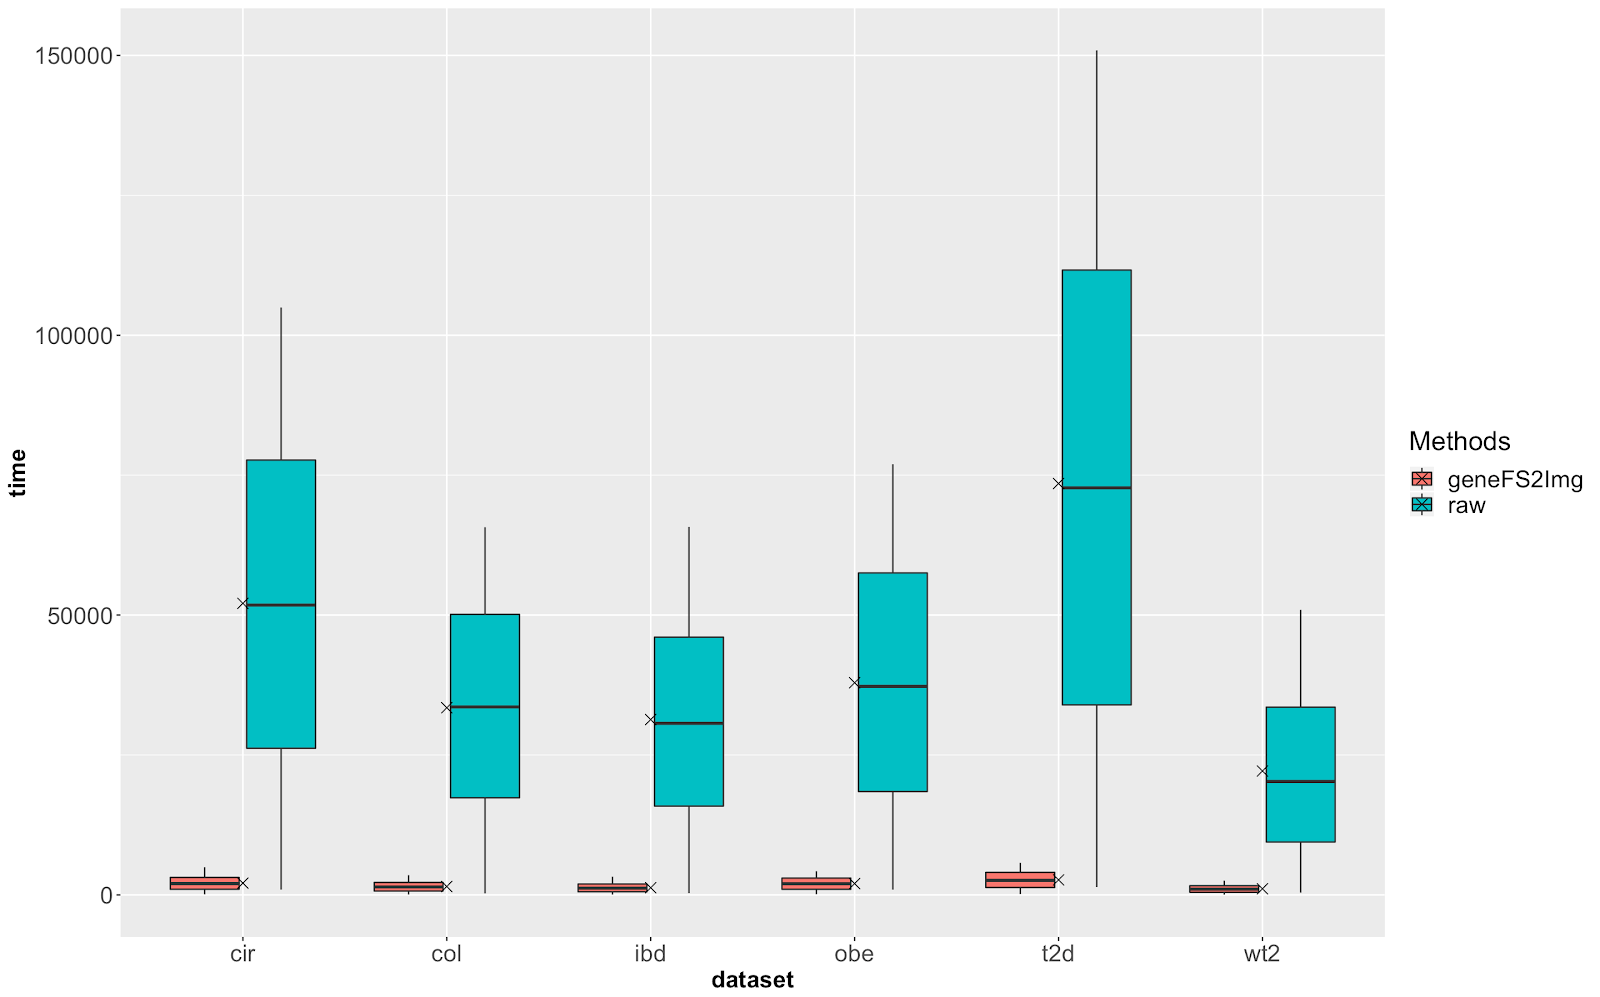 150000
100000
50000
0
time
cir
col
ibd
obe
t2d
wt2
dataset
Methods
geneFS2Img
raw